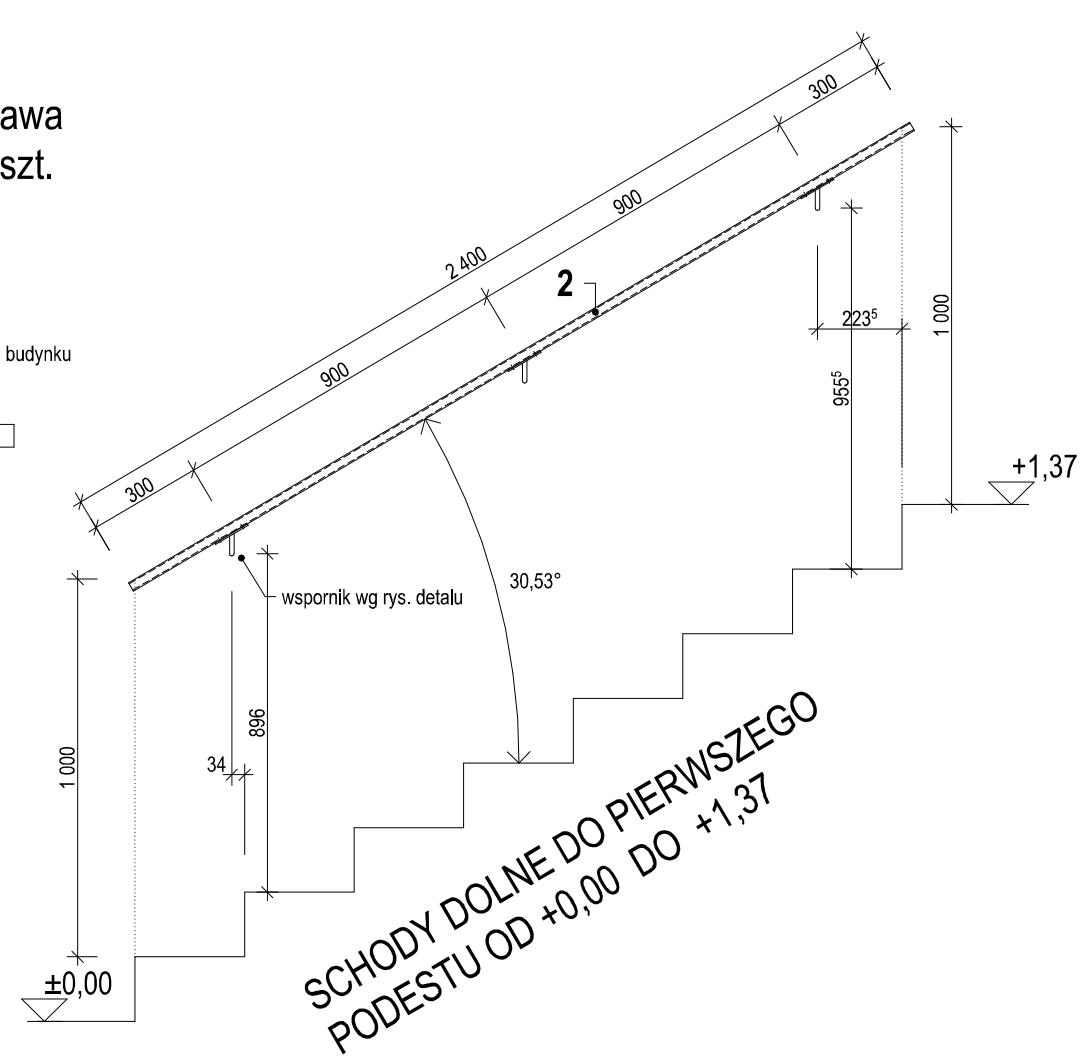 awa
szt.
budynku
300
900
2 400
900
300
2
223⁵
955⁵
1 000
+1,37
300
30,53°
wspornik wg rys. detalu
896
34
1 000
±0,00
SCHODY DOLNE DO PIERWSZEGO
PODESTU OD +0,00 DO +1,37